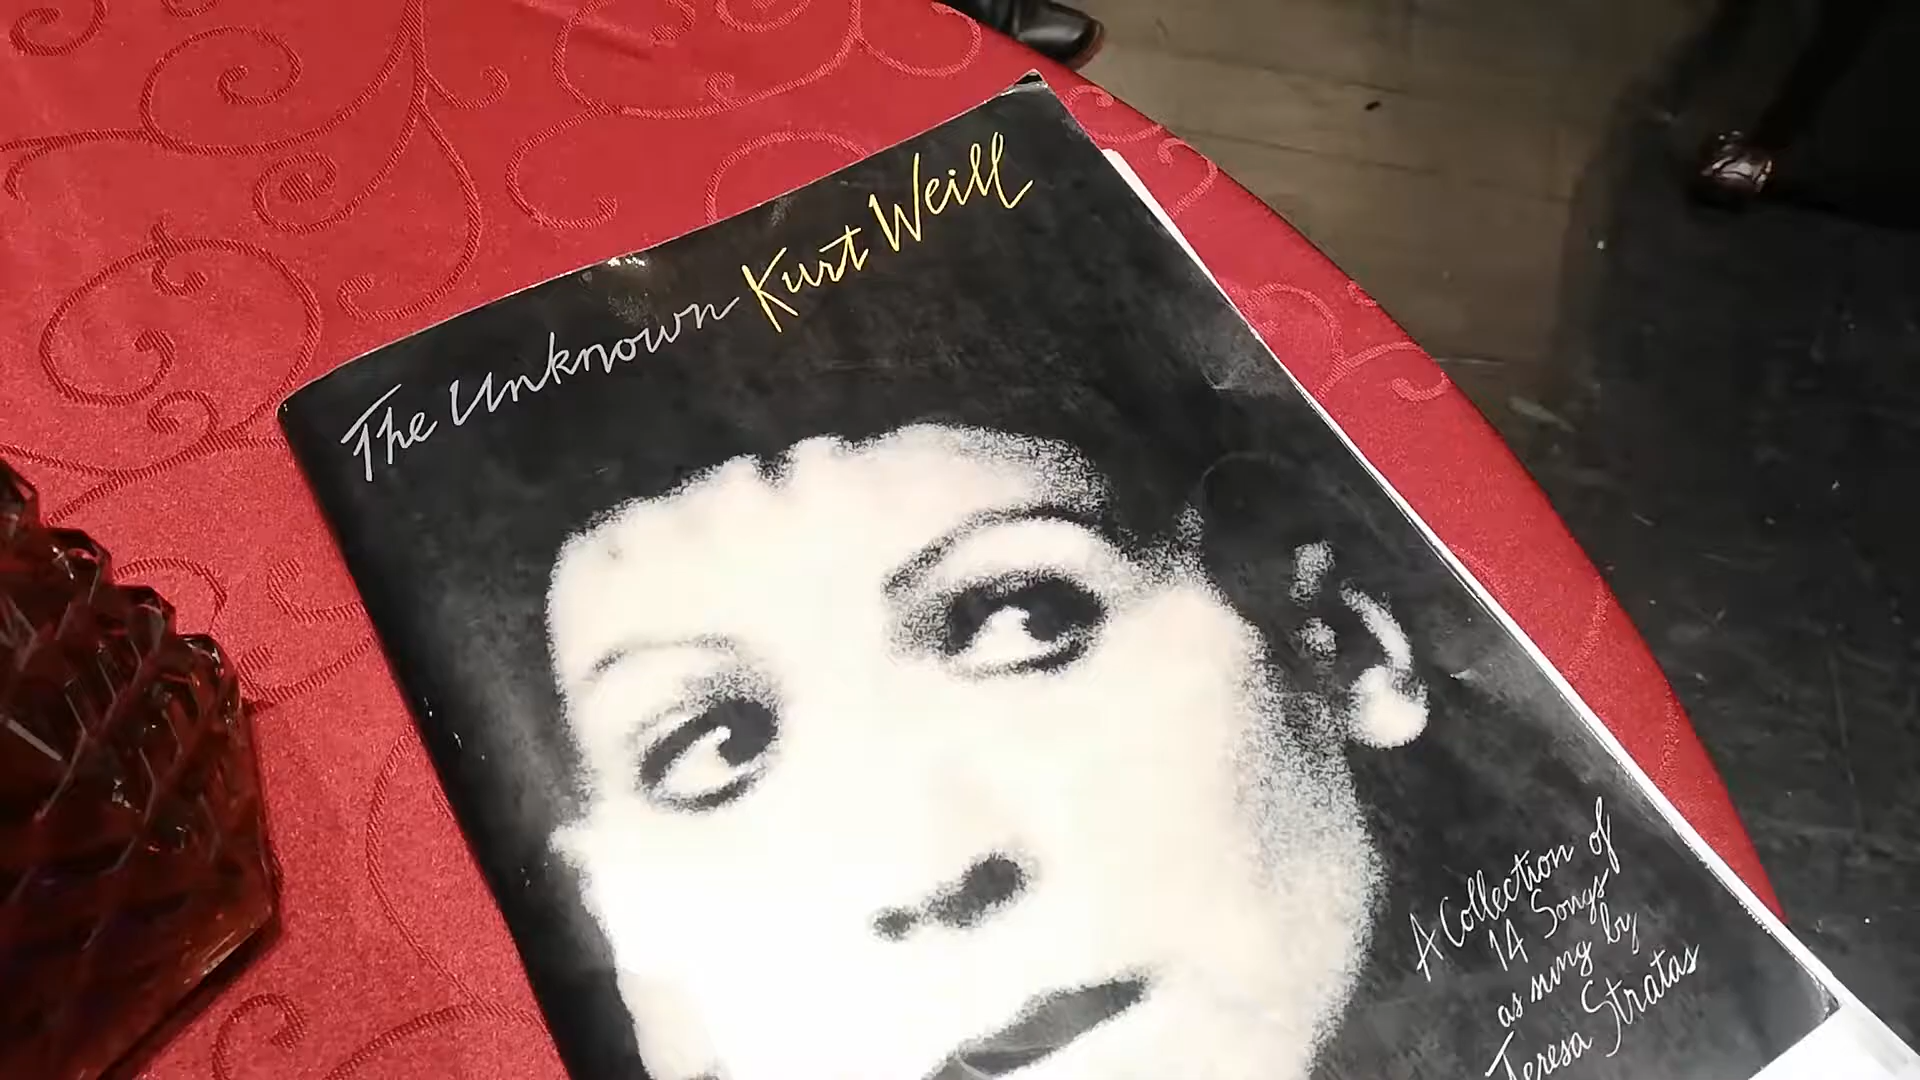 The Unknown Kurt Weill
A Collection of
14 Songs
as sung by
Teresa Stratas